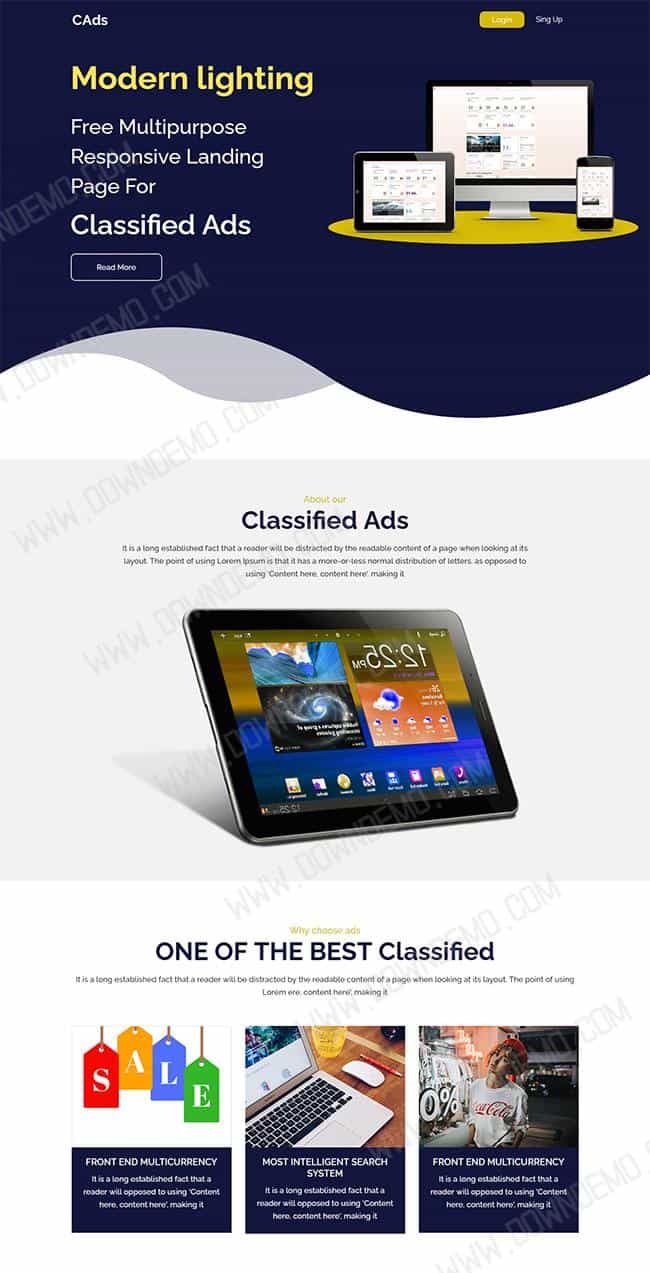 CAds
Login
Sing Up
Modern lighting
Free Multipurpose
Responsive Landing
Page For
Classified Ads
Read More
About our
Classified Ads
It is a long established fact that a reader will be distracted by the readable content of a page when looking at its
layout. The point of using Lorem Ipsum is that it has a more-or-less normal distribution of letters, as opposed to
using 'Content here, content here', making it
12:25PM
Why choose ads
ONE OF THE BEST Classified
It is a long established fact that a reader will be distracted by the readable content of a page when looking at its layout. The point of using
Lorem ere, content here', making it
SALE
0%
Coca-Cola
FRONT END MULTICURRENCY
It is a long established fact that a
reader will opposed to using 'Content
here, content here', making it
MOST INTELLIGENT SEARCH
SYSTEM
It is a long established fact that a
reader will opposed to using 'Content
here, content here', making it
FRONT END MULTICURRENCY
It is a long established fact that a
reader will opposed to using 'Content
here, content here', making it
WWW.DOWNDEMO.COM